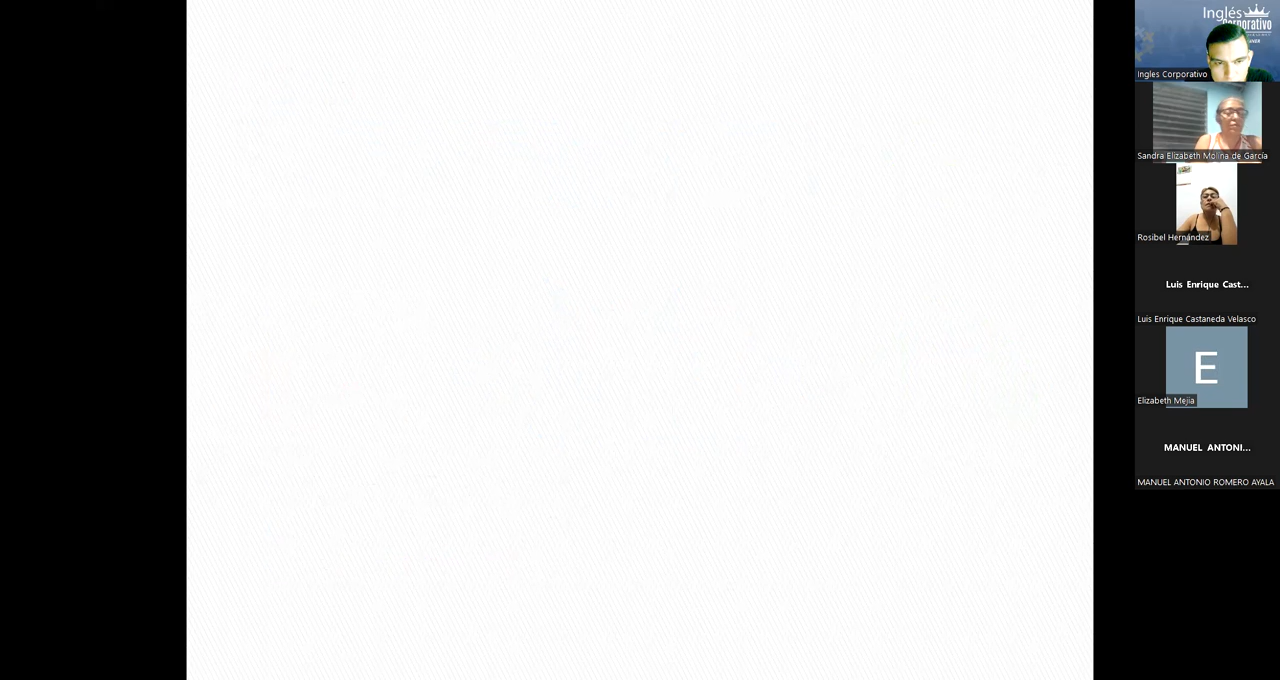 Inglés
Corporativo
Ingles Corporativo
Sandra Elizabeth Molina de García
Rosibel Hernández
Luis Enrique Cast...
Luis Enrique Castaneda Velasco
E
Elizabeth Mejia
MANUEL ANTONI...
MANUEL ANTONIO ROMERO AYALA